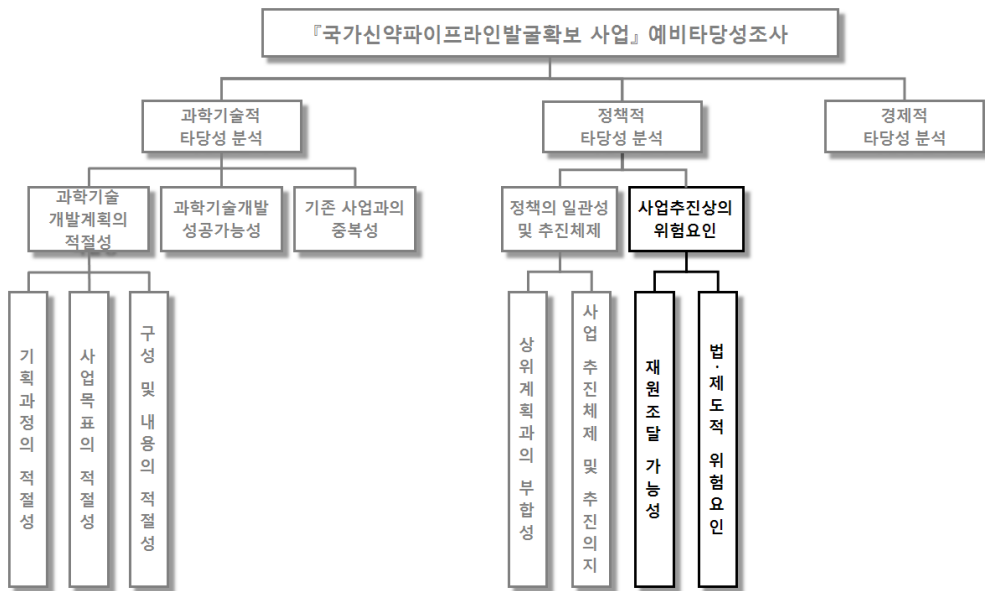 『국가신약파이프라인발굴확보 사업』 예비타당성조사
과학기술적
타당성 분석
정책적
타당성 분석
경제적
타당성 분석
과학기술
개발계획의
적절성
과학기술개발
성공가능성
기존 사업과의
중복성
정책의 일관성
및 추진체제
사업추진상의
위험요인
기획과정의 적절성
사업목표의 적절성
구성 및 내용의 적절성
상위계획과의 부합성
사업 추진체제 및 추진의지
재원조달 가능성
법·제도적 위험요인